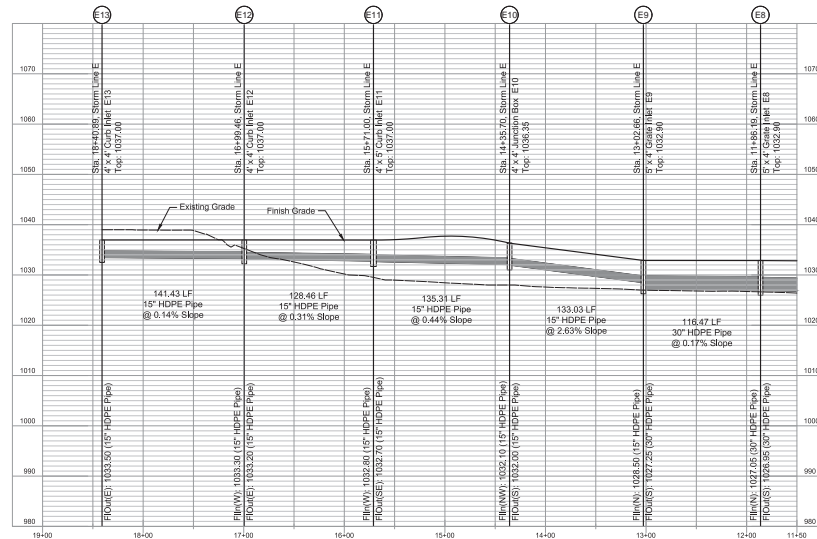 E13
E12
E11
E10
E9
E8
1070
1070
1060
1060
1050
1050
1040
1040
1030
1030
1020
1020
1010
1010
1000
1000
990
990
980
980
Sta. 18+40.89, Storm Line E
4' x 4' Curb Inlet E13
Top: 1037.00
Sta. 16+99.46, Storm Line E
4' x 4' Curb Inlet E12
Top: 1037.00
Sta. 15+71.00, Storm Line E
4' x 5' Curb Inlet E11
Top: 1037.00
Sta. 14+35.70, Storm Line E
4' x 4' Junction Box E10
Top: 1036.35
Sta. 13+02.66, Storm Line E
5' x 4' Grate Inlet E9
Top: 1032.90
Sta. 11+86.19, Storm Line E
5' x 4' Grate Inlet E8
Top: 1032.90
Existing Grade
Finish Grade
141.43 LF
15" HDPE Pipe
@ 0.14% Slope
128.46 LF
15" HDPE Pipe
@ 0.31% Slope
135.31 LF
15" HDPE Pipe
@ 0.44% Slope
133.03 LF
15" HDPE Pipe
@ 2.63% Slope
116.47 LF
30" HDPE Pipe
@ 0.17% Slope
FlOut(E): 1033.50 (15" HDPE Pipe)
FlIn(W): 1033.30 (15" HDPE Pipe)
FlOut(E): 1033.20 (15" HDPE Pipe)
FlIn(W): 1032.80 (15" HDPE Pipe)
FlOut(SE): 1032.70 (15" HDPE Pipe)
FlIn(NW): 1032.10 (15" HDPE Pipe)
FlOut(S): 1032.00 (15" HDPE Pipe)
FlIn(N): 1028.50 (15" HDPE Pipe)
FlOut(S): 1027.25 (30" HDPE Pipe)
FlIn(N): 1027.05 (30" HDPE Pipe)
FlOut(S): 1026.95 (30" HDPE Pipe)
19+00
18+00
17+00
16+00
15+00
14+00
13+00
12+00
11+50